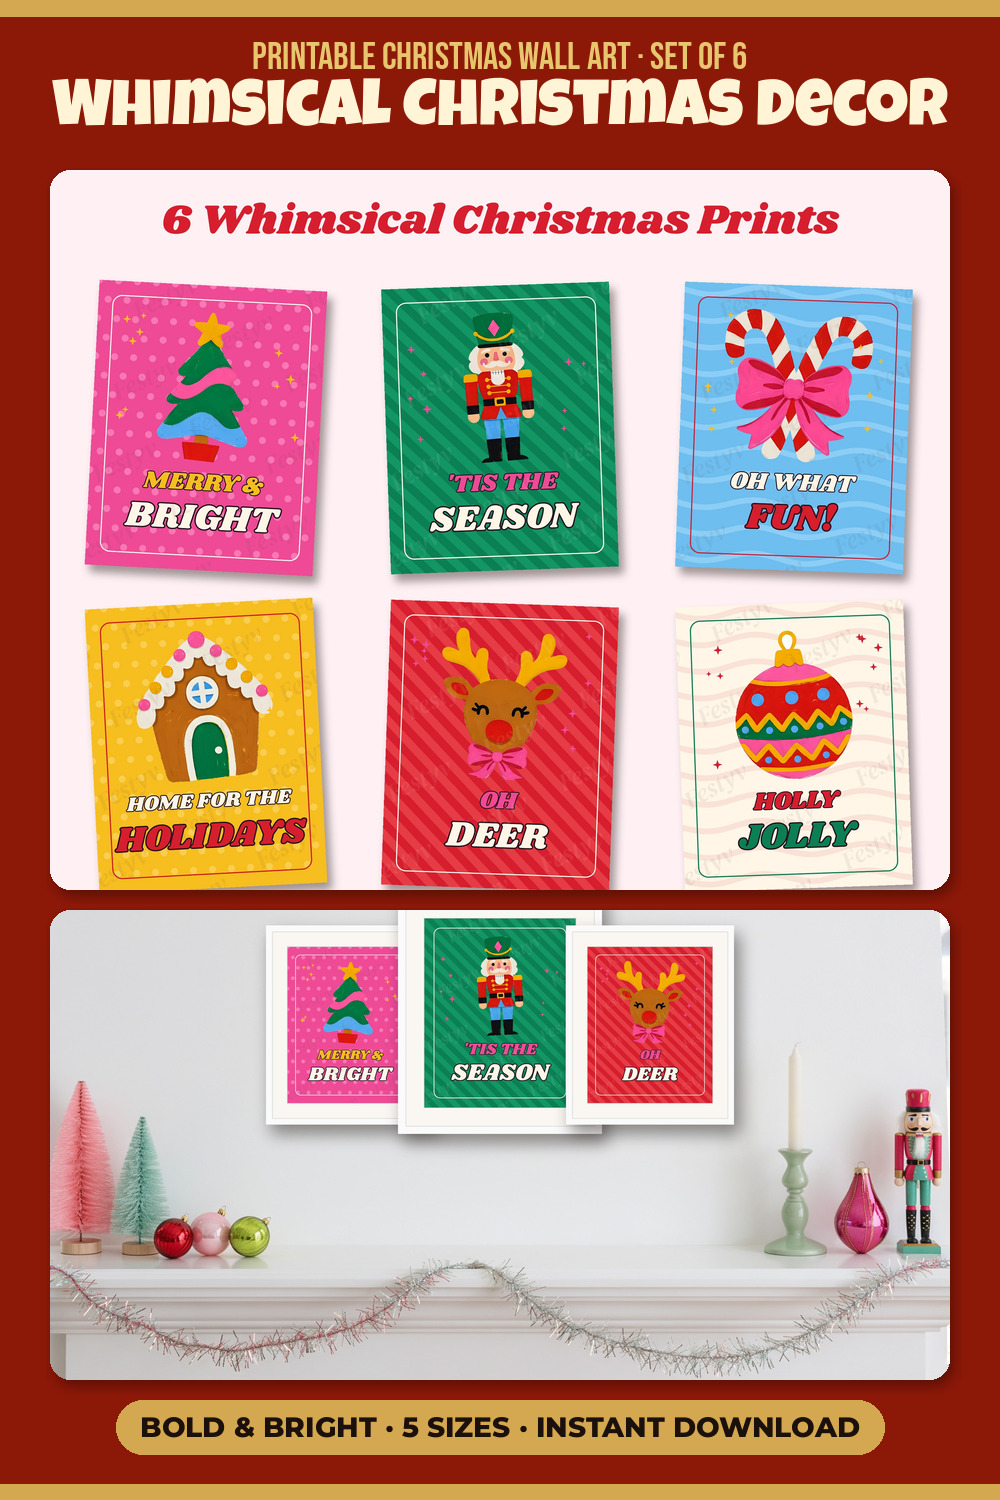 PRINTABLE CHRISTMAS WALL ART · SET OF 6
WHIMSICAL CHRISTMAS DECOR
6 Whimsical Christmas Prints
MERRY &
BRIGHT
'TIS THE
SEASON
OH WHAT
FUN!
HOME FOR THE
HOLIDAYS
OH
DEER
HOLLY
JOLLY
MERRY &
BRIGHT
'TIS THE
SEASON
OH
DEER
BOLD & BRIGHT · 5 SIZES · INSTANT DOWNLOAD